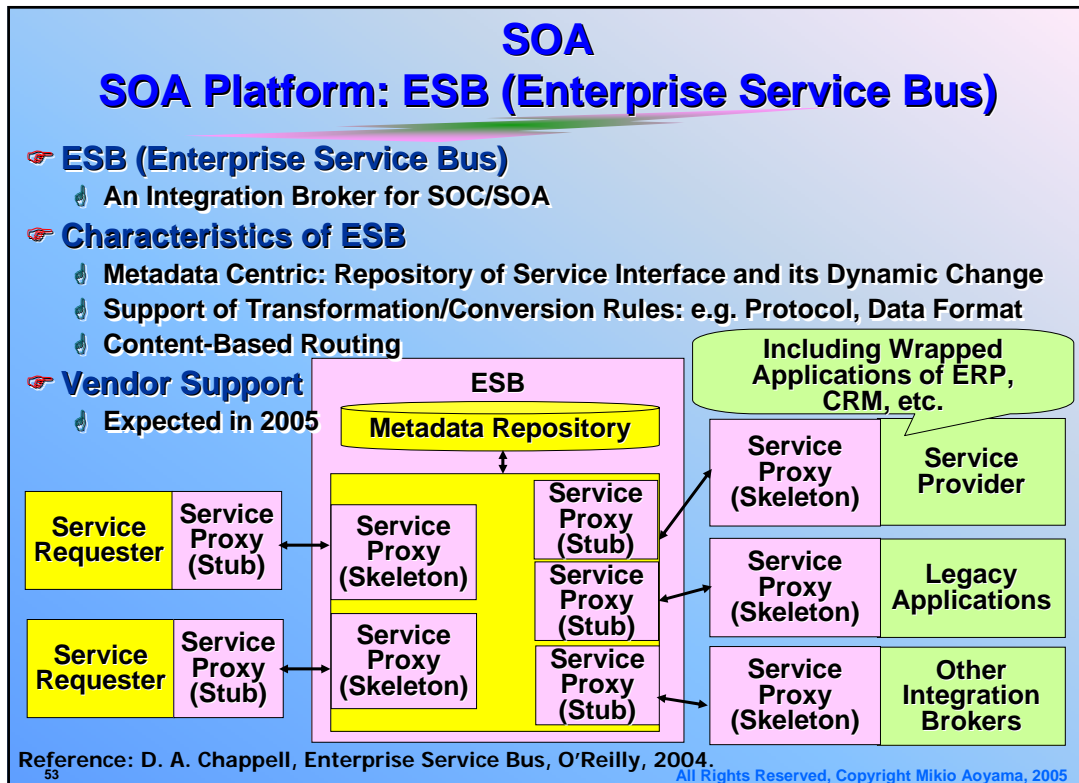 SOA
SOA Platform: ESB (Enterprise Service Bus)
ESB (Enterprise Service Bus)
An Integration Broker for SOC/SOA
Characteristics of ESB
Metadata Centric: Repository of Service Interface and its Dynamic Change
Support of Transformation/Conversion Rules: e.g. Protocol, Data Format
Content-Based Routing
Vendor Support
Expected in 2005
Including Wrapped
Applications of ERP,
CRM, etc.
ESB
Metadata Repository
Service
Requester
Service
Proxy
(Stub)
Service
Proxy
(Skeleton)
Service
Requester
Service
Proxy
(Stub)
Service
Proxy
(Skeleton)
Service
Proxy
(Stub)
Service
Proxy
(Stub)
Service
Proxy
(Stub)
Service
Proxy
(Skeleton)
Service
Provider
Service
Proxy
(Skeleton)
Legacy
Applications
Service
Proxy
(Skeleton)
Other
Integration
Brokers
Reference: D. A. Chappell, Enterprise Service Bus, O'Reilly, 2004.
53
All Rights Reserved, Copyright Mikio Aoyama, 2005